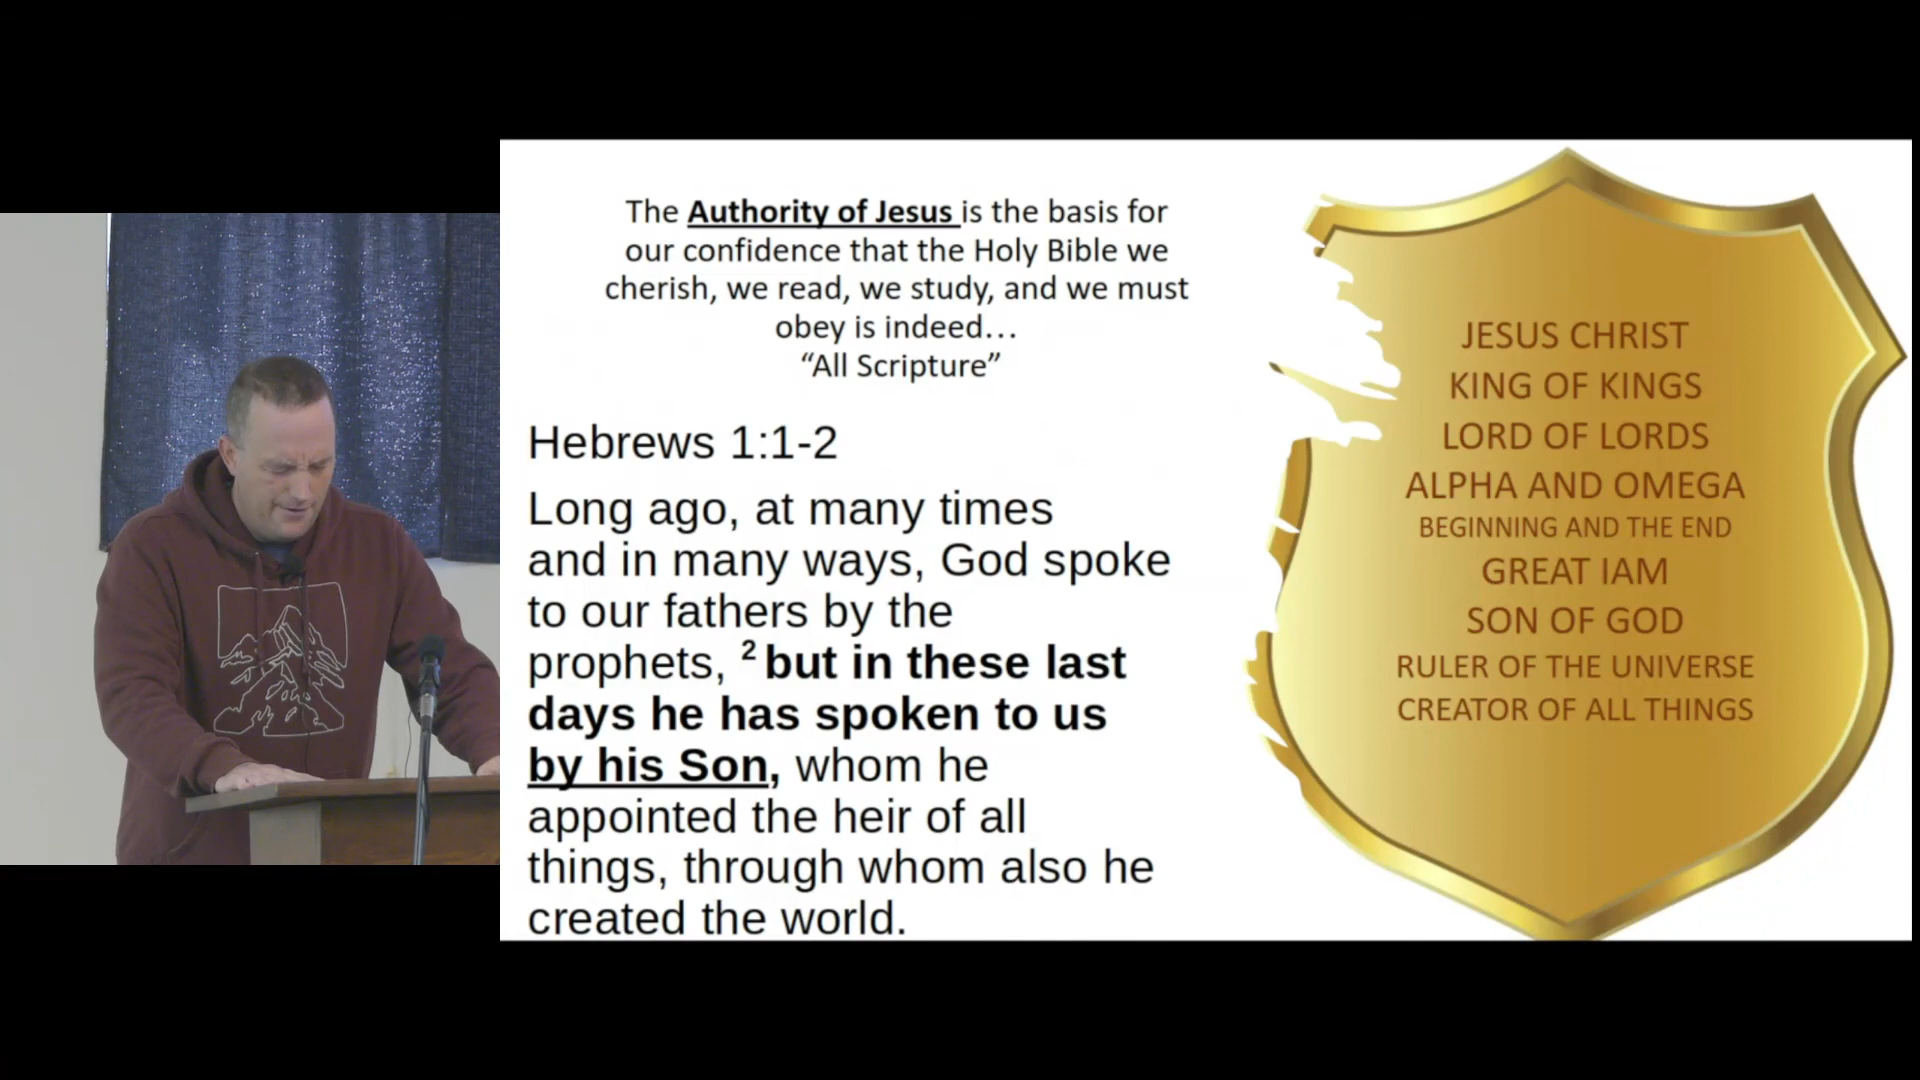 The Authority of Jesus is the basis for
our confidence that the Holy Bible we
cherish, we read, we study, and we must
obey is indeed…
“All Scripture”
Hebrews 1:1-2
Long ago, at many times
and in many ways, God spoke
to our fathers by the
prophets, ² but in these last
days he has spoken to us
by his Son, whom he
appointed the heir of all
things, through whom also he
created the world.
JESUS CHRIST
KING OF KINGS
LORD OF LORDS
ALPHA AND OMEGA
BEGINNING AND THE END
GREAT IAM
SON OF GOD
RULER OF THE UNIVERSE
CREATOR OF ALL THINGS